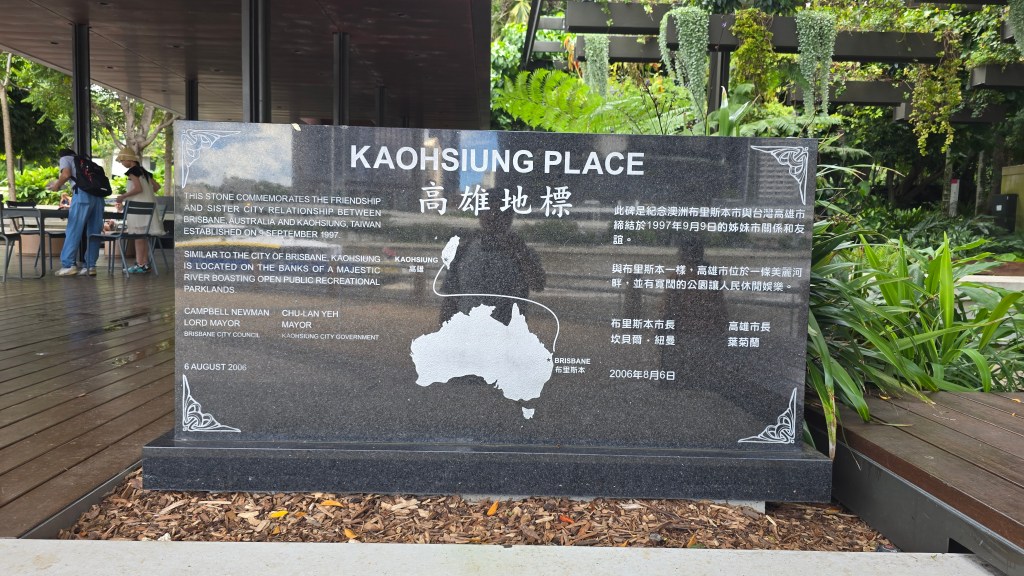 KAOHSIUNG PLACE
高雄地標
THIS STONE COMMEMORATES THE FRIENDSHIP
AND SISTER CITY RELATIONSHIP BETWEEN
BRISBANE, AUSTRALIA AND KAOHSIUNG, TAIWAN
ESTABLISHED ON 9 SEPTEMBER 1997.
SIMILAR TO THE CITY OF BRISBANE, KAOHSIUNG
IS LOCATED ON THE BANKS OF A MAJESTIC
RIVER BOASTING OPEN PUBLIC RECREATIONAL
PARKLANDS.
CAMPBELL NEWMAN
LORD MAYOR
BRISBANE CITY COUNCIL
CHU-LAN YEH
MAYOR
KAOHSIUNG CITY GOVERNMENT
6 AUGUST 2006
KAOHSIUNG
高雄
BRISBANE
布里斯本
此碑是紀念澳洲布里斯本市與台灣高雄市
締結於1997年9月9日的姊妹市關係和友
誼。
與布里斯本一樣，高雄市位於一條美麗河
畔，並有寬闊的公園讓人民休閒娛樂。
布里斯本市長
坎貝爾・紐曼
高雄市長
葉菊蘭
2006年8月6日